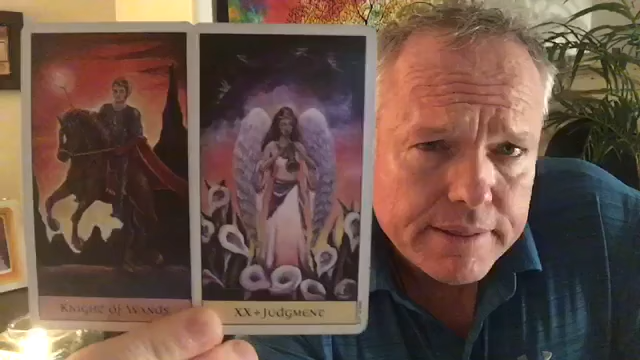 Knight of Wands
XX ✦ Judgment